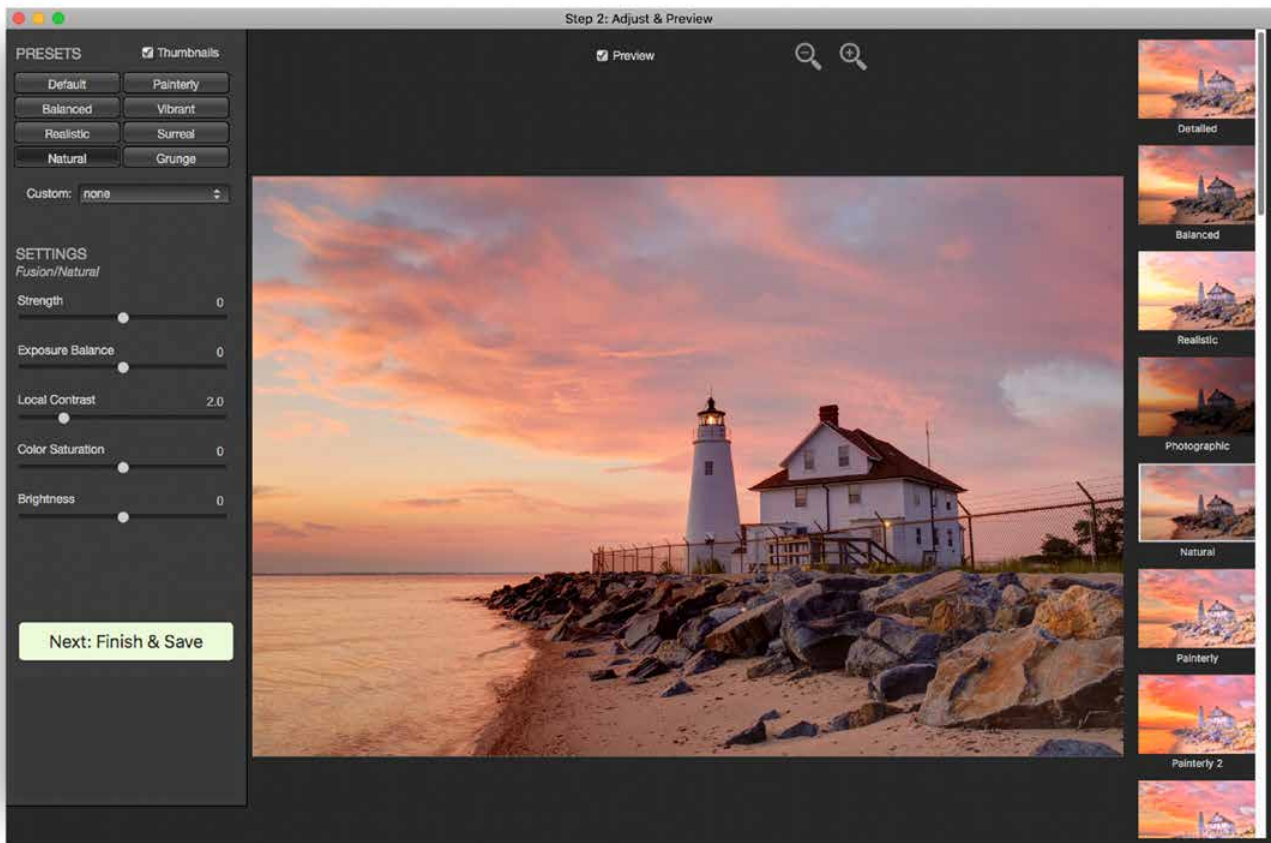 Step 2: Adjust & Preview
PRESETS
Thumbnails
Default
Painterly
Balanced
Vibrant
Realistic
Surreal
Natural
Grunge
Custom: none
SETTINGS
Fusion/Natural
Strength 0
Exposure Balance 0
Local Contrast 2.0
Color Saturation 0
Brightness 0
Next: Finish & Save
Preview
Detailed
Balanced
Realistic
Photographic
Natural
Painterly
Painterly 2